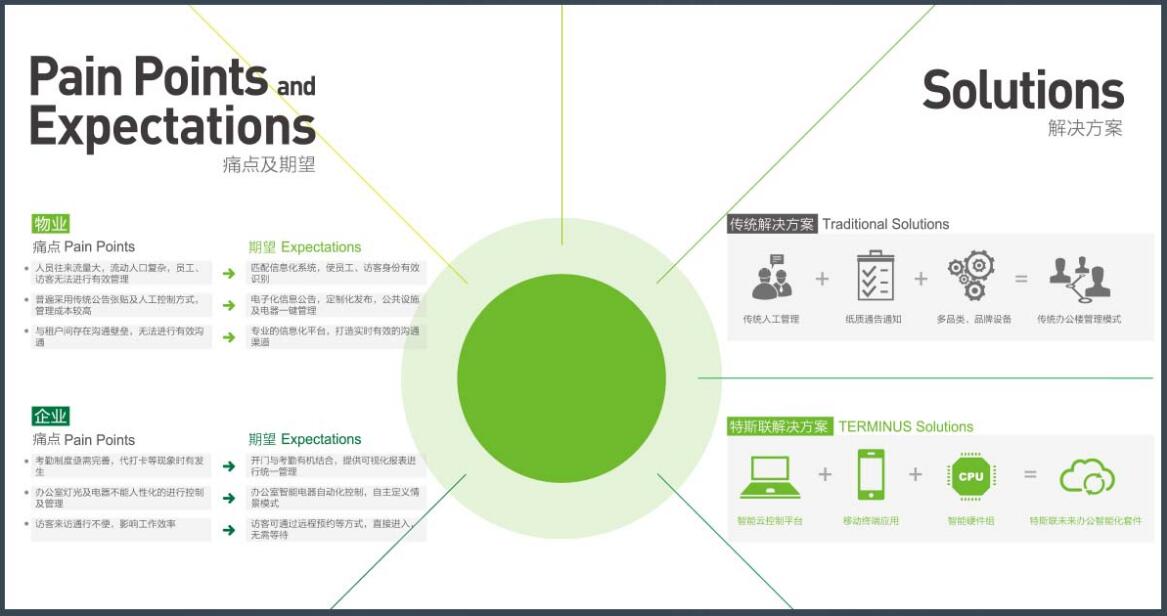 Pain Points and
Expectations
痛点及期望
物业
痛点 Pain Points
期望 Expectations
• 人员往来流量大，流动人口复杂，员工、
访客无法进行有效管理
匹配信息化系统，使员工、访客身份有效
识别
• 普遍采用传统公告张贴及人工控制方式，
管理成本较高
电子化信息公告，定制化发布，公共设施
及电器一键管理
• 与租户间存在沟通壁垒，无法进行有效沟
通
专业的信息化平台，打造实时有效的沟通
渠道
企业
痛点 Pain Points
期望 Expectations
• 考勤制度亟需完善，代打卡等现象时有发
生
开门与考勤有机结合，提供可视化报表进
行统一管理
• 办公室灯光及电器不能人性化的进行控制
及管理
办公室智能电器自动化控制，自主定义情
景模式
• 访客来访通行不便，影响工作效率
访客可通过远程预约等方式，直接进入，
无需等待
Solutions
解决方案
传统解决方案 Traditional Solutions
传统人工管理
+
纸质通告通知
+
多品类、品牌设备
=
传统办公楼管理模式
特斯联解决方案 TERMINUS Solutions
智能云控制平台
+
移动终端应用
+
CPU
智能硬件组
=
特斯联未来办公智能化套件